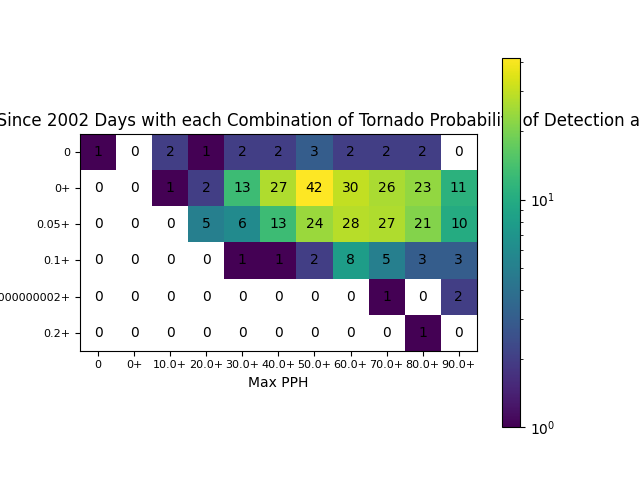 Since 2002 Days with each Combination of Tornado Probability of Detection a
0 1 0 2 1 2 2 3 2 2 2 0
0+ 0 0 1 2 13 27 42 30 26 23 11
0.05+ 0 0 0 5 6 13 24 28 27 21 10
0.1+ 0 0 0 0 1 1 2 8 5 3 3
000000002+ 0 0 0 0 0 0 0 0 1 0 2
0.2+ 0 0 0 0 0 0 0 0 0 1 0
0 0+ 10.0+ 20.0+ 30.0+ 40.0+ 50.0+ 60.0+ 70.0+ 80.0+ 90.0+
Max PPH
10¹
10⁰